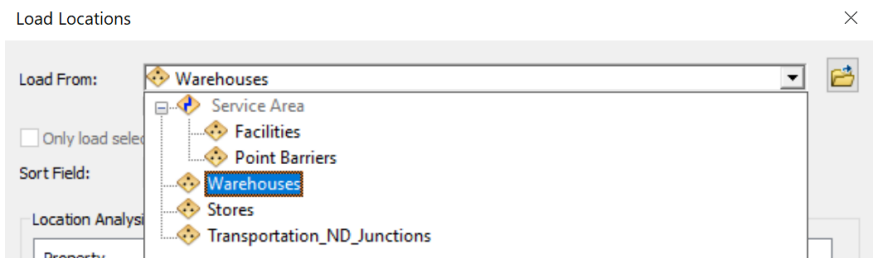 Load Locations
Load From:
Warehouses
Service Area
Facilities
Only load selec
Point Barriers
Sort Field:
Warehouses
Stores
Location Analysi
Transportation_ND_Junctions
Property